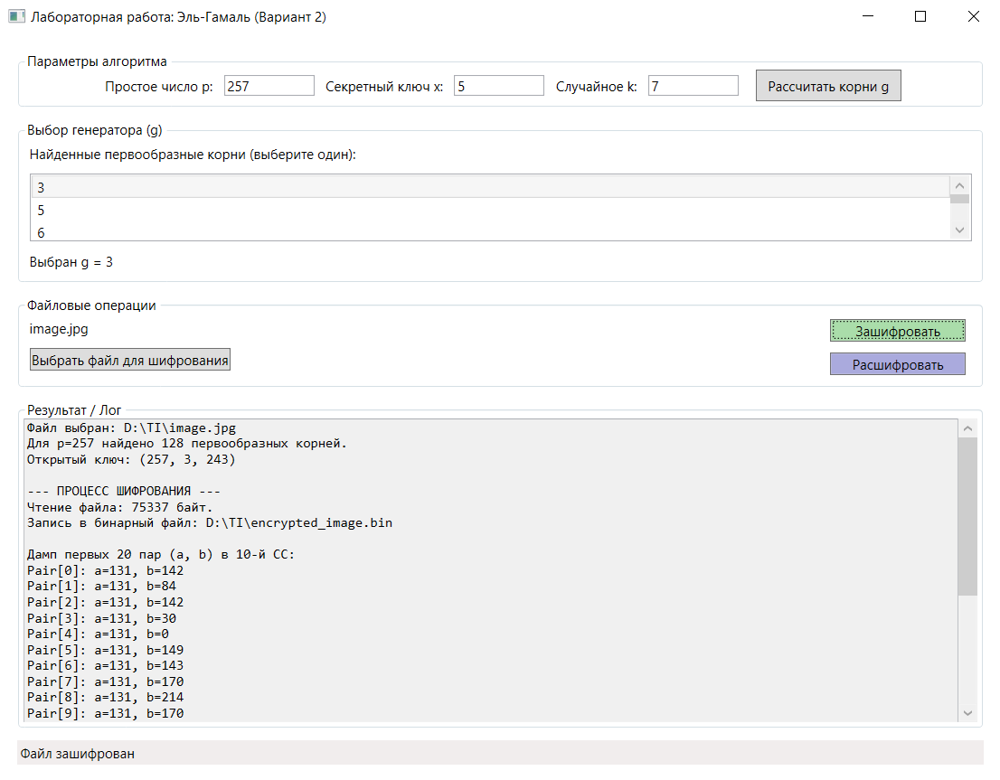 Лабораторная работа: Эль-Гамаль (Вариант 2)
Параметры алгоритма
Простое число p: 257 Секретный ключ x: 5 Случайное k: 7 Рассчитать корни g
Выбор генератора (g)
Найденные первообразные корни (выберите один):
3
5
6
Выбран g = 3
Файловые операции
image.jpg
Зашифровать
Выбрать файл для шифрования
Расшифровать
Результат / Лог
Файл выбран: D:\TI\image.jpg
Для p=257 найдено 128 первообразных корней.
Открытый ключ: (257, 3, 243)
--- ПРОЦЕСС ШИФРОВАНИЯ ---
Чтение файла: 75337 байт.
Запись в бинарный файл: D:\TI\encrypted_image.bin
Дамп первых 20 пар (a, b) в 10-й СС:
Pair[0]: a=131, b=142
Pair[1]: a=131, b=84
Pair[2]: a=131, b=142
Pair[3]: a=131, b=30
Pair[4]: a=131, b=0
Pair[5]: a=131, b=149
Pair[6]: a=131, b=143
Pair[7]: a=131, b=170
Pair[8]: a=131, b=214
Pair[9]: a=131, b=170
Файл зашифрован